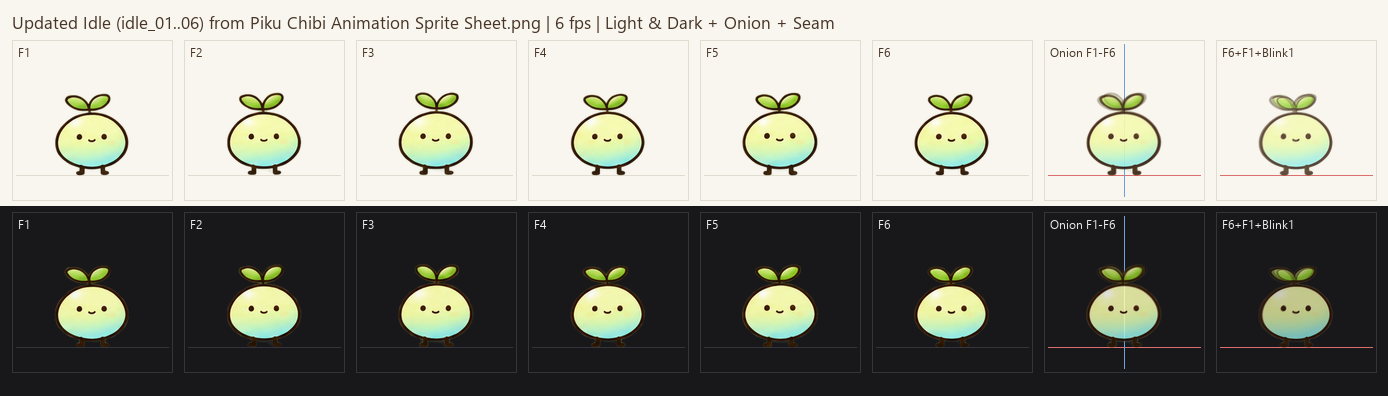 Updated Idle (idle_01..06) from Piku Chibi Animation Sprite Sheet.png | 6 fps | Light & Dark + Onion + Seam
F1 F2 F3 F4 F5 F6 Onion F1-F6 F6+F1+Blink1
F1 F2 F3 F4 F5 F6 Onion F1-F6 F6+F1+Blink1